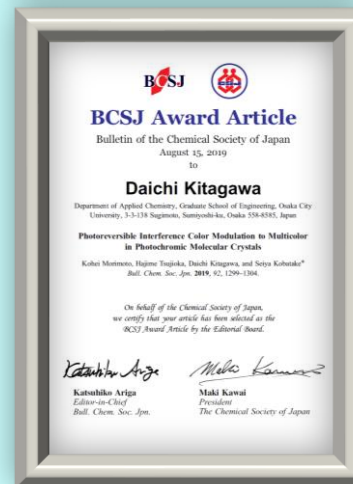 BCSJ
BCSJ Award Article
Bulletin of the Chemical Society of Japan
August 15, 2019
to
Daichi Kitagawa
Department of Applied Chemistry, Graduate School of Engineering, Osaka City
University, 3-3-138 Sugimoto, Sumiyoshi-ku, Osaka 558-8585, Japan
Photoreversible Interference Color Modulation to Multicolor
in Photochromic Molecular Crystals
Kohei Morimoto, Hajime Tsujioka, Daichi Kitagawa, and Seiya Kobatake*
Bull. Chem. Soc. Jpn. 2019, 92, 1299–1304.
On behalf of the Chemical Society of Japan,
we certify that your article has been selected as the
BCSJ Award Article by the Editorial Board.
Katsuhiko Ariga Maki Kawai
Katsuhiko Ariga Maki Kawai
Editor-in-Chief President
Bull. Chem. Soc. Jpn. The Chemical Society of Japan